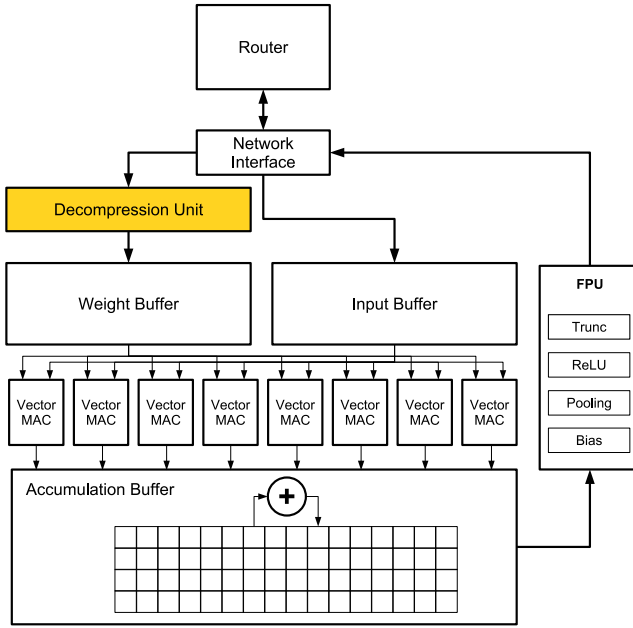 Router
Network
Interface
Decompression Unit
Weight Buffer
Input Buffer
FPU
Trunc
ReLU
Pooling
Bias
Vector
MAC
Vector
MAC
Vector
MAC
Vector
MAC
Vector
MAC
Vector
MAC
Vector
MAC
Vector
MAC
Accumulation Buffer
+